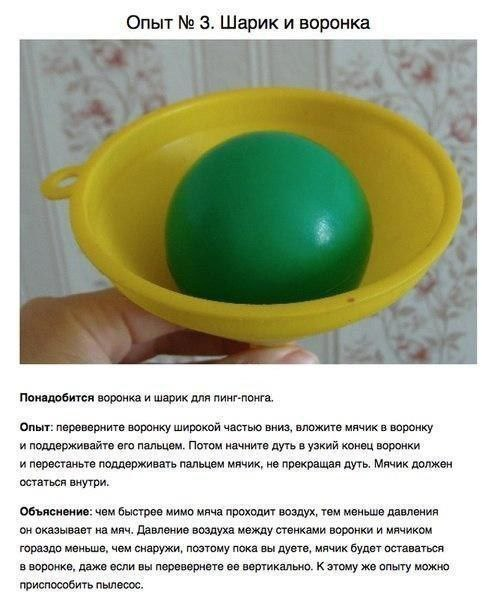 Опыт № 3. Шарик и воронка
Понадобится воронка и шарик для пинг-понга.
Опыт: переверните воронку широкой частью вниз, вложите мячик в воронку
и поддерживайте его пальцем. Потом начните дуть в узкий конец воронки
и перестаньте поддерживать пальцем мячик, не прекращая дуть. Мячик должен
остаться внутри.
Объяснение: чем быстрее мимо мяча проходит воздух, тем меньше давления
он оказывает на мяч. Давление воздуха между стенками воронки и мячиком
гораздо меньше, чем снаружи, поэтому пока вы дуете, мячик будет оставаться
в воронке, даже если вы перевернете ее вертикально. К этому же опыту можно
приспособить пылесос.